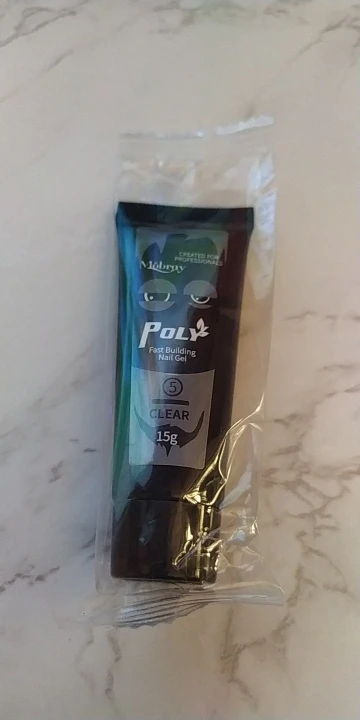 CREATED FOR
PROFESSIONALS
Mobray
POLY
Fast Building
Nail Gel
5
CLEAR
15g